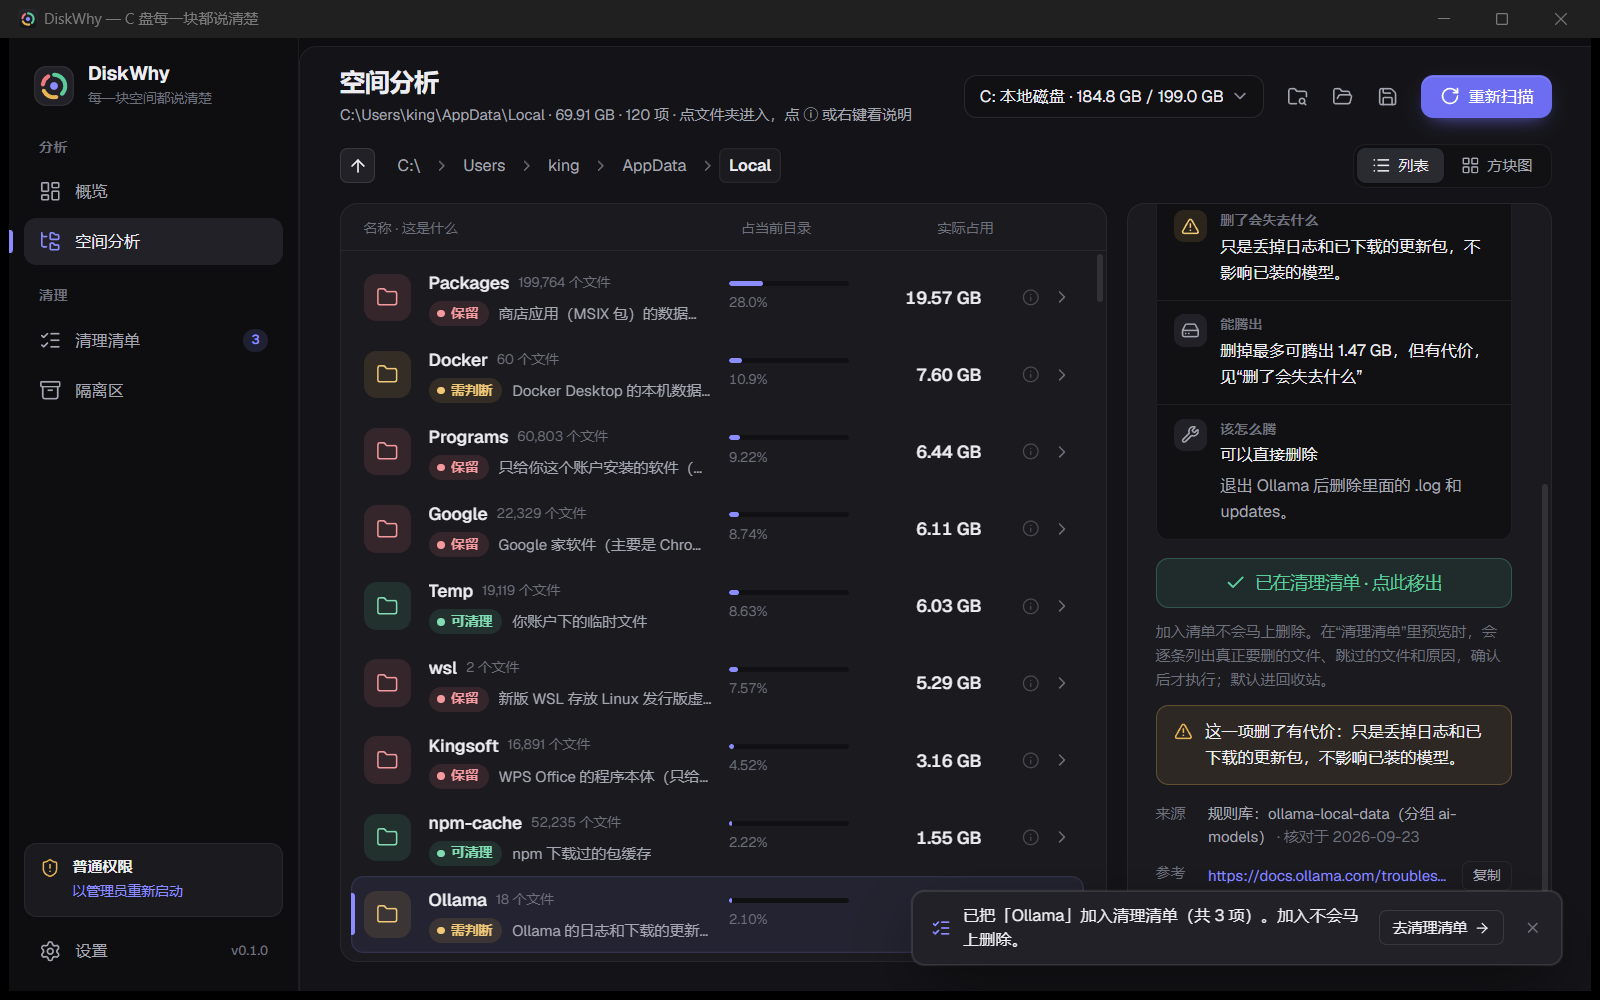 DiskWhy — C 盘每一块都说清楚
DiskWhy
每一块空间都说清楚
分析
概览
空间分析
清理
清理清单 3
隔离区
普通权限
以管理员重新启动
设置 v0.1.0
空间分析
C:\Users\king\AppData\Local · 69.91 GB · 120 项 · 点文件夹进入，点 ⓘ 或右键看说明
C: 本地磁盘 · 184.8 GB / 199.0 GB
重新扫描
C:\ > Users > king > AppData > Local
列表 方块图
名称 · 这是什么 占当前目录 实际占用
Packages 199,764 个文件
保留 商店应用（MSIX 包）的数据...
28.0%
19.57 GB
Docker 60 个文件
需判断 Docker Desktop 的本机数据...
10.9%
7.60 GB
Programs 60,803 个文件
保留 只给你这个账户安装的软件（...
9.22%
6.44 GB
Google 22,329 个文件
保留 Google 家软件（主要是 Chro...
8.74%
6.11 GB
Temp 19,119 个文件
可清理 你账户下的临时文件
8.63%
6.03 GB
wsl 2 个文件
保留 新版 WSL 存放 Linux 发行版虚...
7.57%
5.29 GB
Kingsoft 16,891 个文件
保留 WPS Office 的程序本体（只给...
4.52%
3.16 GB
npm-cache 52,235 个文件
可清理 npm 下载过的包缓存
2.22%
1.55 GB
Ollama 18 个文件
需判断 Ollama 的日志和下载的更新...
2.10%
删了会失去什么
只是丢掉日志和已下载的更新包，不
影响已装的模型。
能腾出
删掉最多可腾出 1.47 GB，但有代价，
见“删了会失去什么”
该怎么腾
可以直接删除
退出 Ollama 后删除里面的 .log 和
updates。
已在清理清单 · 点此移出
加入清单不会马上删除。在“清理清单”里预览时，会
逐条列出真正要删的文件、跳过的文件和原因，确认
后才执行；默认进回收站。
这一项删了有代价：只是丢掉日志和已
下载的更新包，不影响已装的模型。
来源 规则库：ollama-local-data（分组 ai-
models） · 核对于 2026-09-23
参考 https://docs.ollama.com/troubles... 复制
已把「Ollama」加入清理清单（共 3 项）。加入不会马
上删除。
去清理清单 →